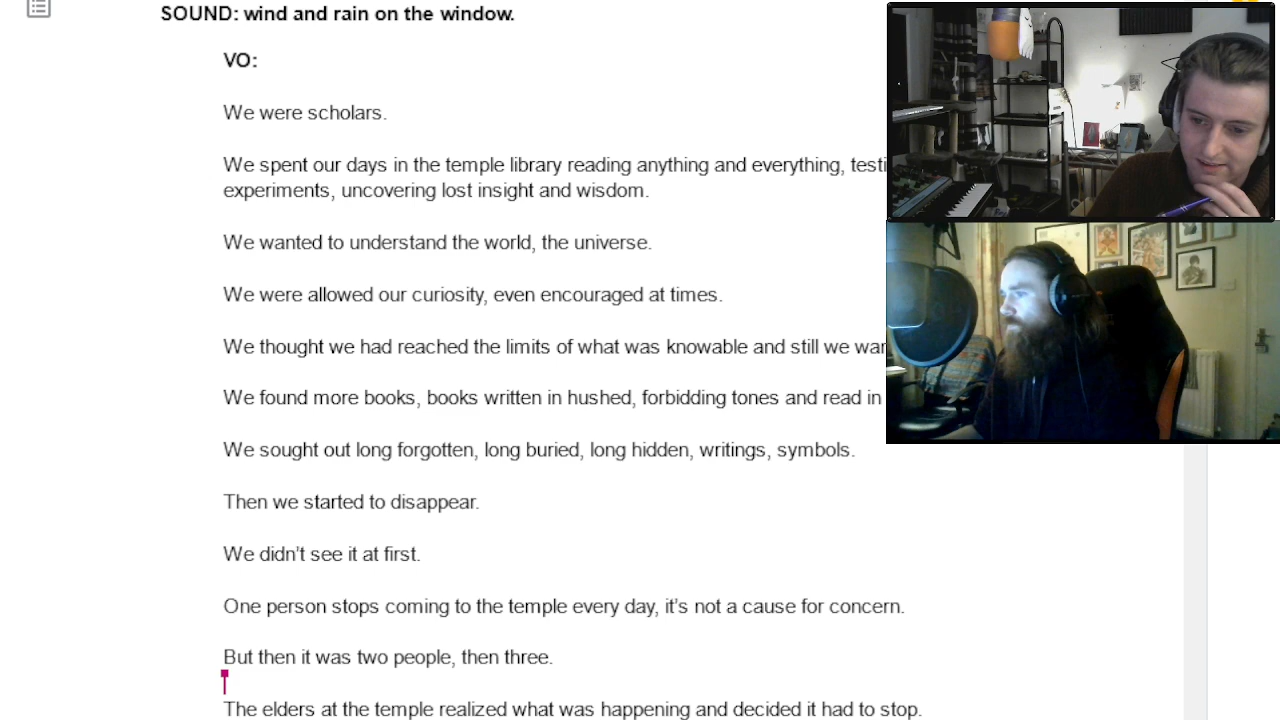 SOUND: wind and rain on the window.
VO:
We were scholars.
We spent our days in the temple library reading anything and everything, testi
experiments, uncovering lost insight and wisdom.
We wanted to understand the world, the universe.
We were allowed our curiosity, even encouraged at times.
We thought we had reached the limits of what was knowable and still we wan
We found more books, books written in hushed, forbidding tones and read in
We sought out long forgotten, long buried, long hidden, writings, symbols.
Then we started to disappear.
We didn’t see it at first.
One person stops coming to the temple every day, it’s not a cause for concern.
But then it was two people, then three.
The elders at the temple realized what was happening and decided it had to stop.